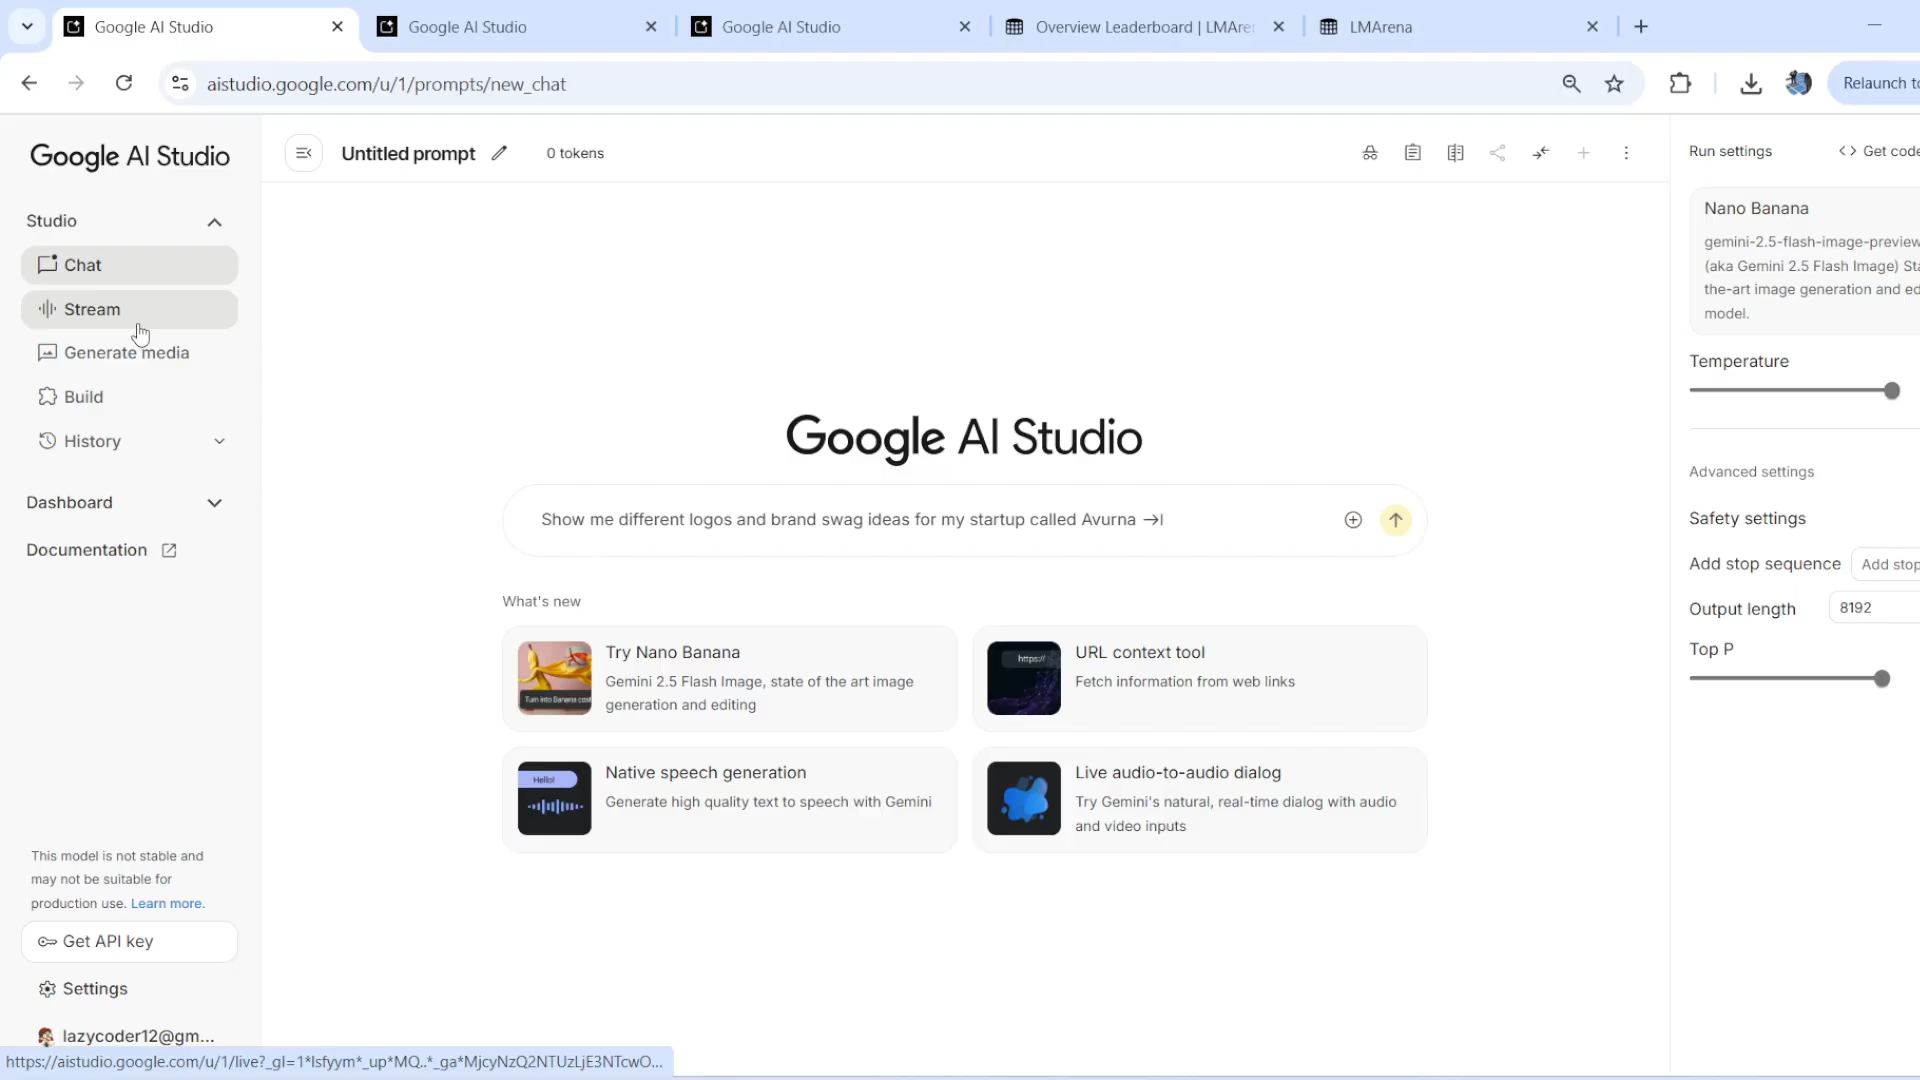 Google AI Studio
Google AI Studio
Google AI Studio
Overview Leaderboard | LMAre
LMArena
aistudio.google.com/u/1/prompts/new_chat
Relaunch to
Google AI Studio
Untitled prompt
0 tokens
Run settings
<> Get code
Studio
Chat
Stream
Generate media
Build
History
Dashboard
Documentation
Nano Banana
gemini-2.5-flash-image-preview
(aka Gemini 2.5 Flash Image) Sta
the-art image generation and ed
model.
Temperature
Advanced settings
Safety settings
Add stop sequence
Add stop
Output length
8192
Top P
Google AI Studio
Show me different logos and brand swag ideas for my startup called Avurna
What's new
Try Nano Banana
Gemini 2.5 Flash Image, state of the art image
generation and editing
Turn into Banana cost
URL context tool
Fetch information from web links
https://
Native speech generation
Generate high quality text to speech with Gemini
Hello!
Live audio-to-audio dialog
Try Gemini's natural, real-time dialog with audio
and video inputs
This model is not stable and
may not be suitable for
production use. Learn more.
Get API key
Settings
lazycoder12@gm...
https://aistudio.google.com/u/1/live?_gl=1*lsfyym*_up*MQ..*_ga*MjcyNzQ2NTUzLjE3NTcwO...